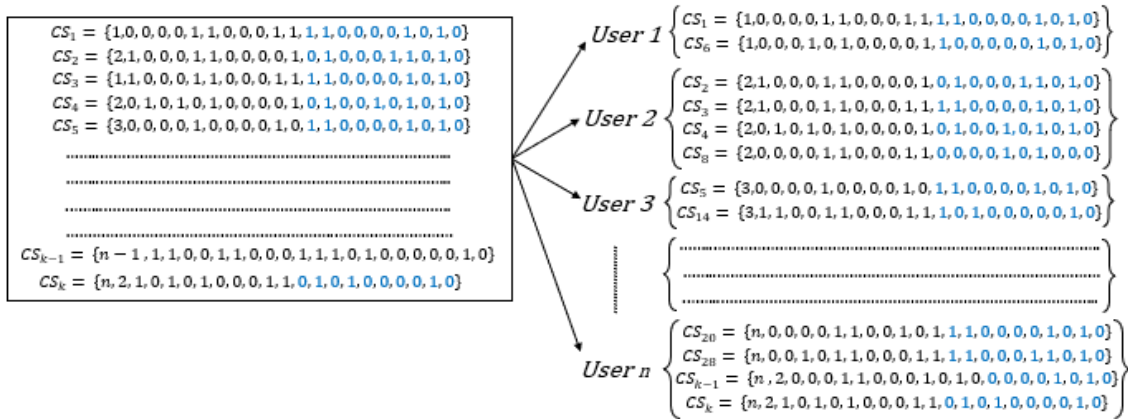 CS₁ = {1,0,0,0,0,1,1,0,0,0,1,1,1,1,0,0,0,0,1,0,1,0}
CS₂ = {2,1,0,0,0,1,1,0,0,0,0,1,0,1,0,0,0,1,1,0,1,0}
CS₃ = {1,1,0,0,0,1,1,0,0,0,1,1,1,1,0,0,0,0,1,0,1,0}
CS₄ = {2,0,1,0,1,0,1,0,0,0,0,1,0,1,0,0,1,0,1,0,1,0}
CS₅ = {3,0,0,0,0,1,0,0,0,0,1,0,1,1,0,0,0,0,1,0,1,0}
CSₖ₋₁ = {n − 1 ,1,1,0,0,1,1,0,0,0,1,1,1,0,1,0,0,0,0,0,1,0}
CSₖ = {n, 2,1,0,1,0,1,0,0,0,1,1,0,1,0,1,0,0,0,0,1,0}
User 1
CS₁ = {1,0,0,0,0,1,1,0,0,0,1,1,1,1,0,0,0,0,1,0,1,0}
CS₆ = {1,0,0,0,1,0,1,0,0,0,0,1,1,0,0,0,0,0,1,0,1,0}
User 2
CS₂ = {2,1,0,0,0,1,1,0,0,0,0,1,0,1,0,0,0,1,1,0,1,0}
CS₃ = {2,1,0,0,0,1,1,0,0,0,1,1,1,1,0,0,0,0,1,0,1,0}
CS₄ = {2,0,1,0,1,0,1,0,0,0,0,1,0,1,0,0,1,0,1,0,1,0}
CS₈ = {2,0,0,0,0,1,1,0,0,0,1,1,0,0,0,0,1,0,1,0,0,0}
User 3
CS₅ = {3,0,0,0,0,1,0,0,0,0,1,0,1,1,0,0,0,0,1,0,1,0}
CS₁₄ = {3,1,1,0,0,1,1,0,0,0,1,1,1,0,1,0,0,0,0,0,1,0}
User n
CS₂₀ = {n,0,0,0,0,1,1,0,0,1,0,1,1,1,0,0,0,0,1,0,1,0}
CS₂₈ = {n,0,0,1,0,1,1,0,0,0,1,1,1,1,0,0,0,1,1,0,1,0}
CSₖ₋₁ = {n, 2,0,0,0,1,1,0,0,0,1,0,1,0,0,0,0,0,1,0,1,0}
CSₖ = {n,2,1,0,1,0,1,0,0,0,1,1,0,1,0,1,0,0,0,0,1,0}